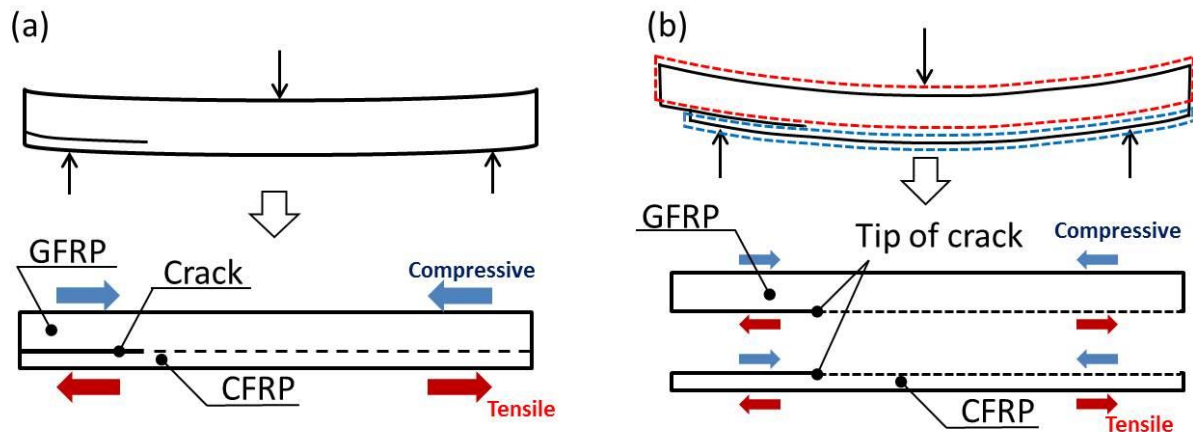 (a)
GFRP
Crack
Compressive
CFRP
Tensile
(b)
GFRP
Tip of crack
Compressive
CFRP
Tensile